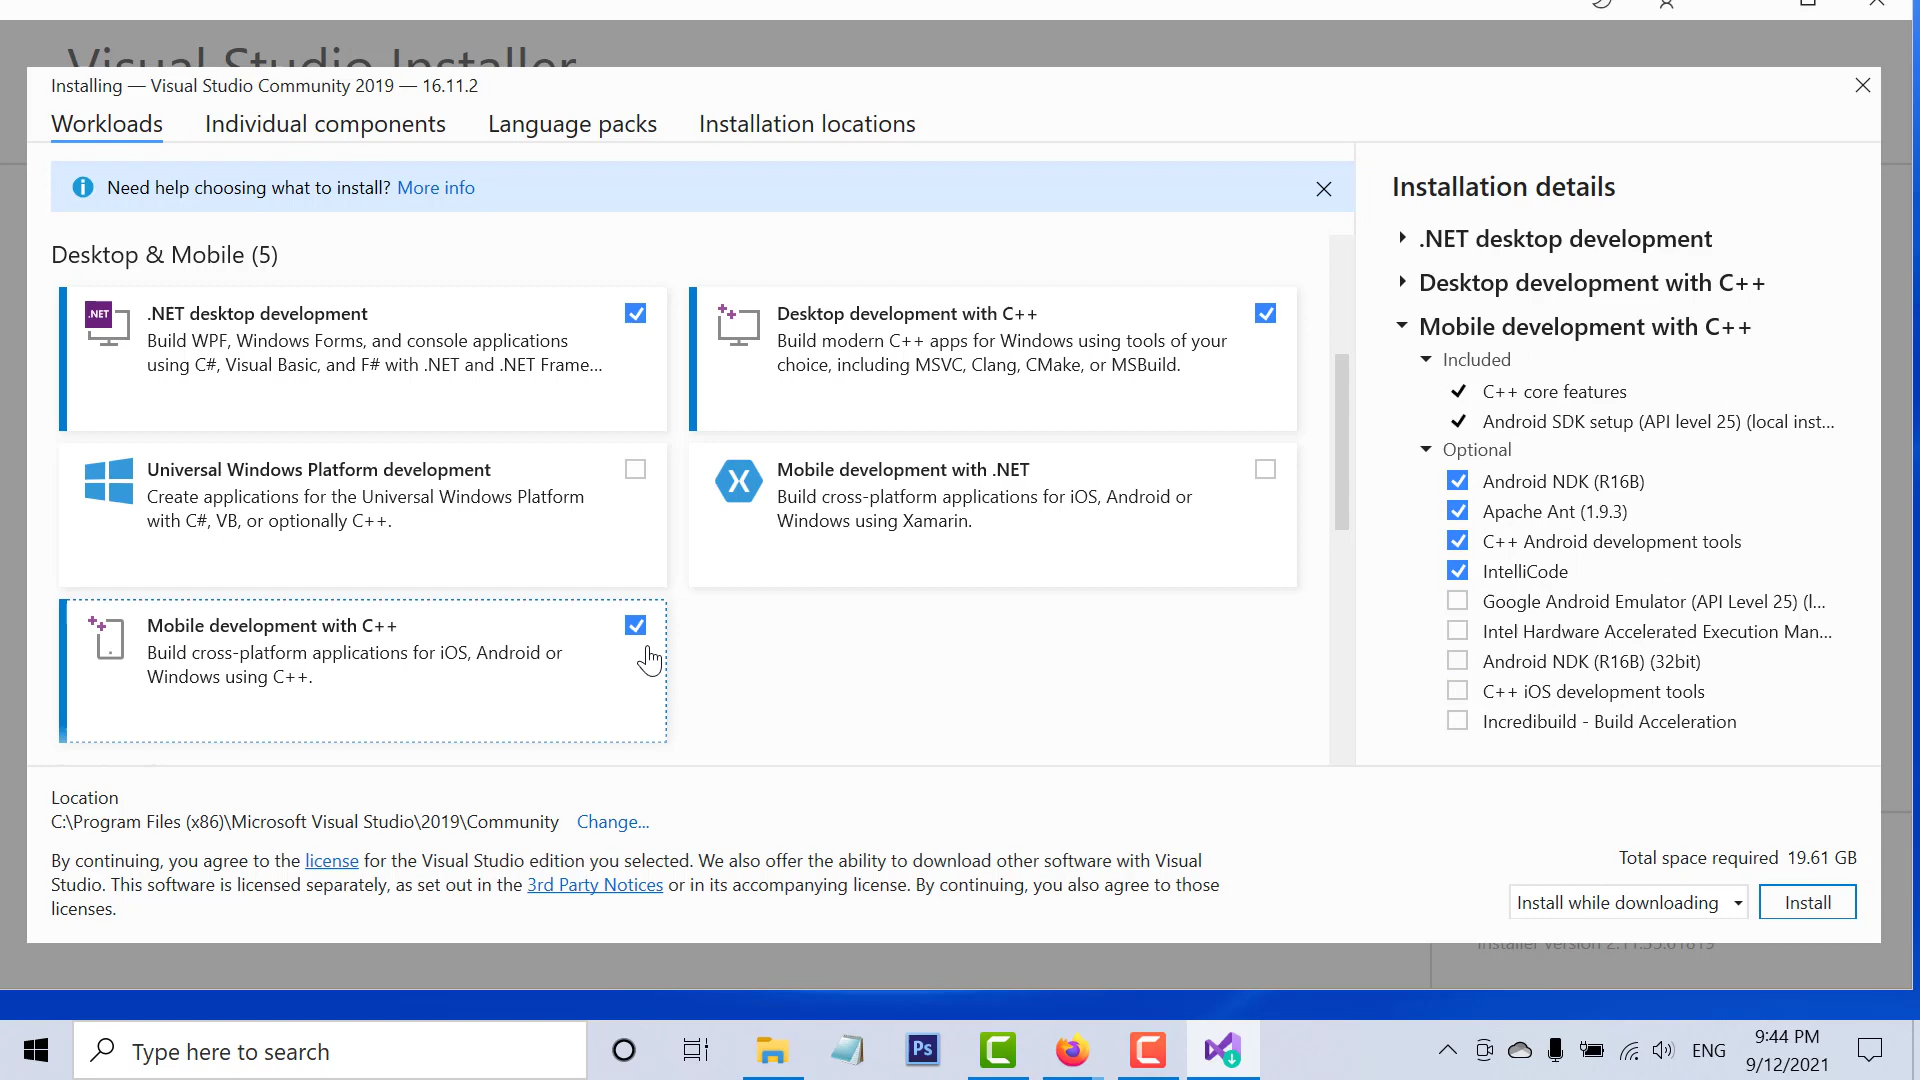 Visual Studio Installer
Installing — Visual Studio Community 2019 — 16.11.2
Workloads
Individual components
Language packs
Installation locations
Need help choosing what to install? More info
Desktop & Mobile (5)
.NET
.NET desktop development
Build WPF, Windows Forms, and console applications
using C#, Visual Basic, and F# with .NET and .NET Frame...
Desktop development with C++
Build modern C++ apps for Windows using tools of your
choice, including MSVC, Clang, CMake, or MSBuild.
Universal Windows Platform development
Create applications for the Universal Windows Platform
with C#, VB, or optionally C++.
Mobile development with .NET
Build cross-platform applications for iOS, Android or
Windows using Xamarin.
Mobile development with C++
Build cross-platform applications for iOS, Android or
Windows using C++.
Installation details
.NET desktop development
Desktop development with C++
Mobile development with C++
Included
C++ core features
Android SDK setup (API level 25) (local inst...
Optional
Android NDK (R16B)
Apache Ant (1.9.3)
C++ Android development tools
IntelliCode
Google Android Emulator (API Level 25) (l...
Intel Hardware Accelerated Execution Man...
Android NDK (R16B) (32bit)
C++ iOS development tools
Incredibuild - Build Acceleration
Location
C:\Program Files (x86)\Microsoft Visual Studio\2019\Community Change...
By continuing, you agree to the license for the Visual Studio edition you selected. We also offer the ability to download other software with Visual
Studio. This software is licensed separately, as set out in the 3rd Party Notices or in its accompanying license. By continuing, you also agree to those
licenses.
Total space required 19.61 GB
Install while downloading
Install
Type here to search
Ps
ENG
9:44 PM
9/12/2021